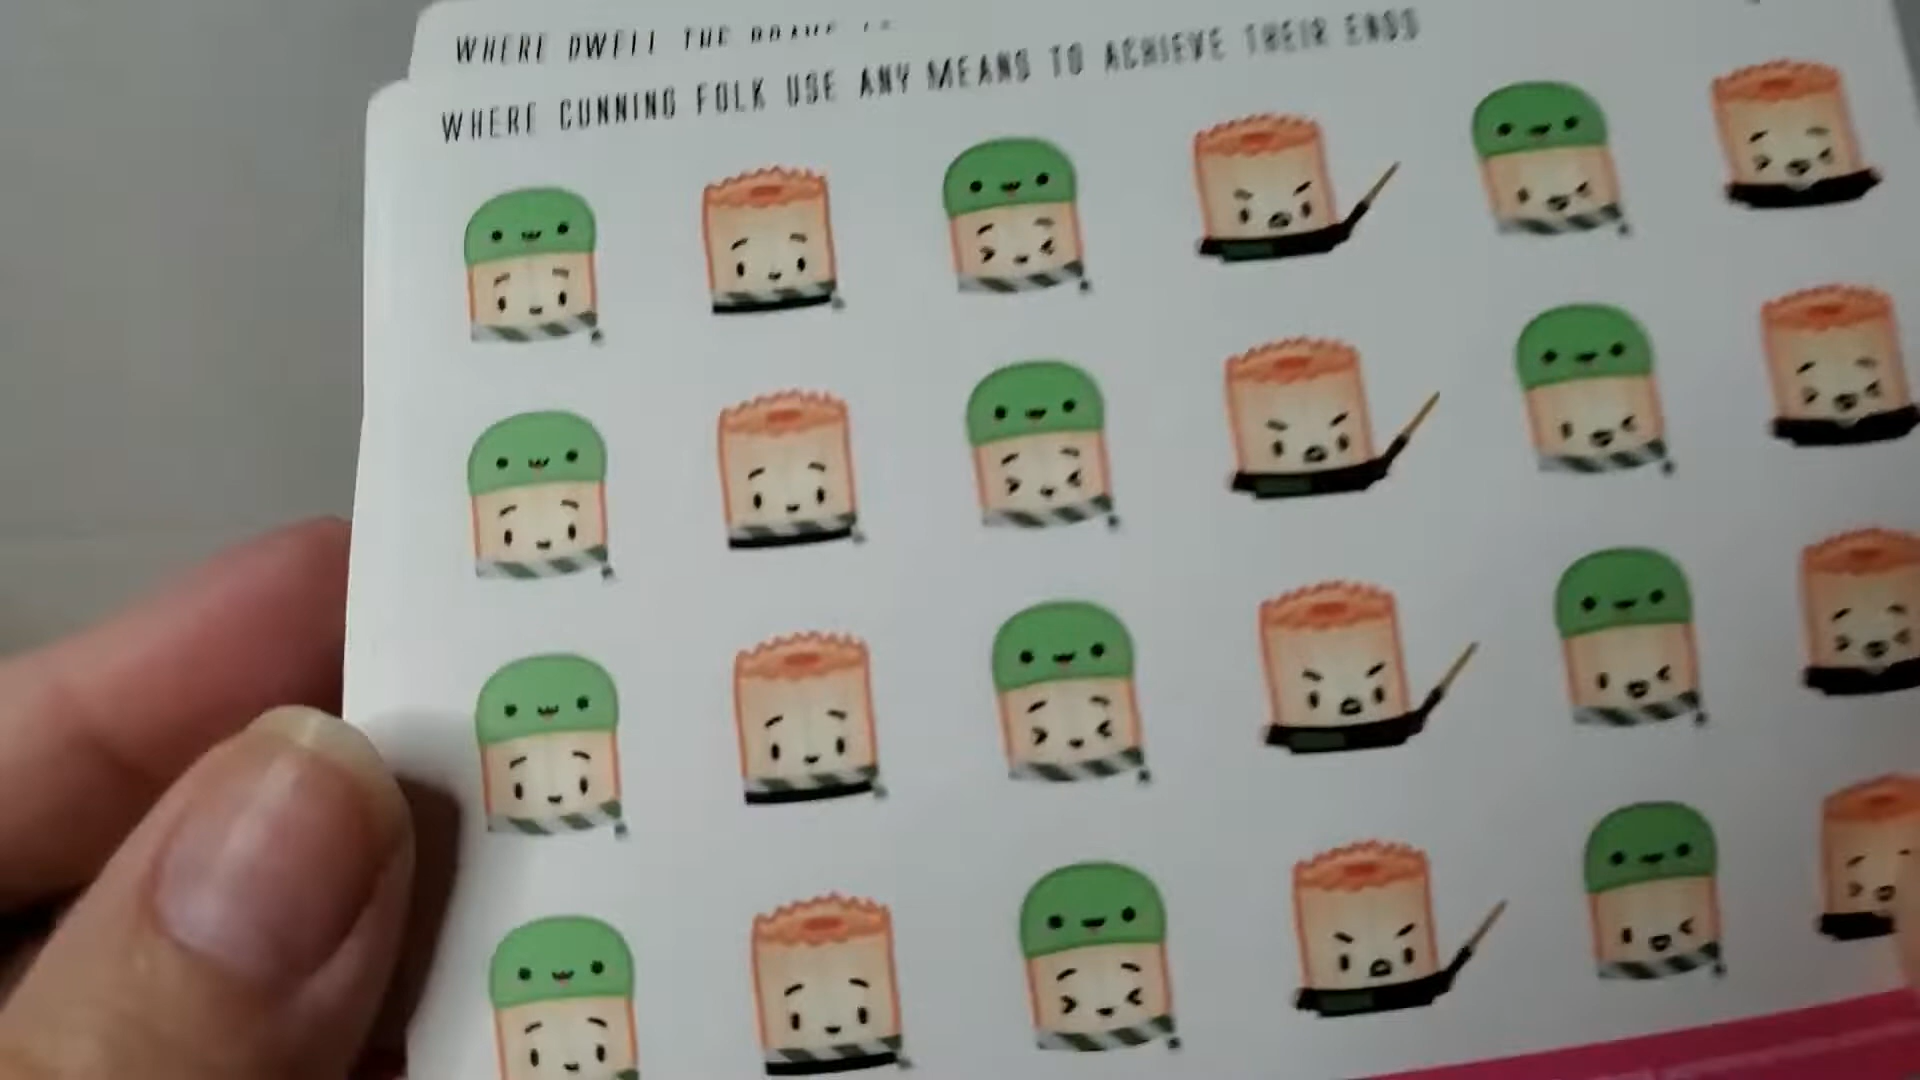 WHERE DWELL THE
WHERE CUNNING FOLK USE ANY MEANS TO ACHIEVE THEIR ENDS